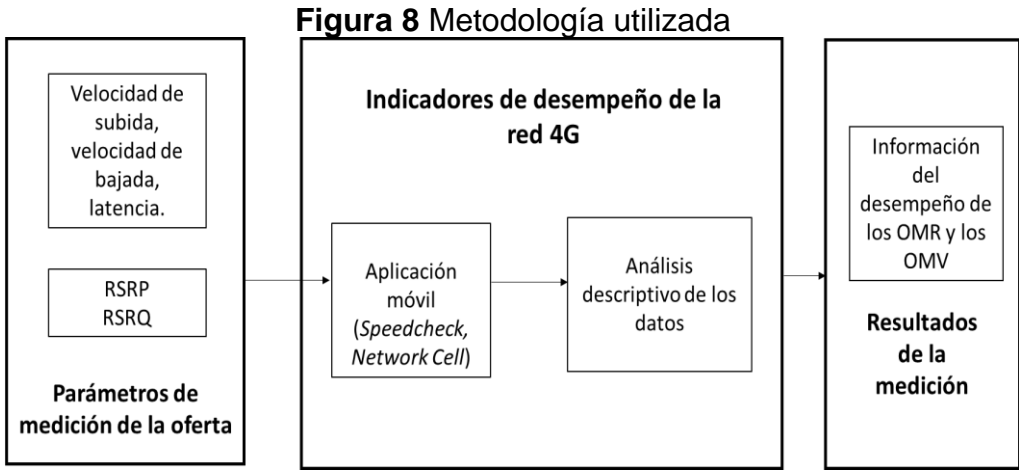 Figura 8 Metodología utilizada
Velocidad de
subida,
velocidad de
bajada,
latencia.
RSRP
RSRQ
Parámetros de
medición de la oferta
Indicadores de desempeño de la
red 4G
Aplicación
móvil
(Speedcheck,
Network Cell)
Análisis
descriptivo de los
datos
Información
del
desempeño de
los OMR y los
OMV
Resultados
de la
medición